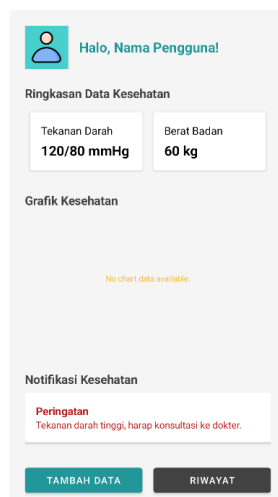 Halo, Nama Pengguna!
Ringkasan Data Kesehatan
Tekanan Darah
120/80 mmHg
Berat Badan
60 kg
Grafik Kesehatan
No chart data available.
Notifikasi Kesehatan
Peringatan
Tekanan darah tinggi, harap konsultasi ke dokter.
TAMBAH DATA
RIWAYAT